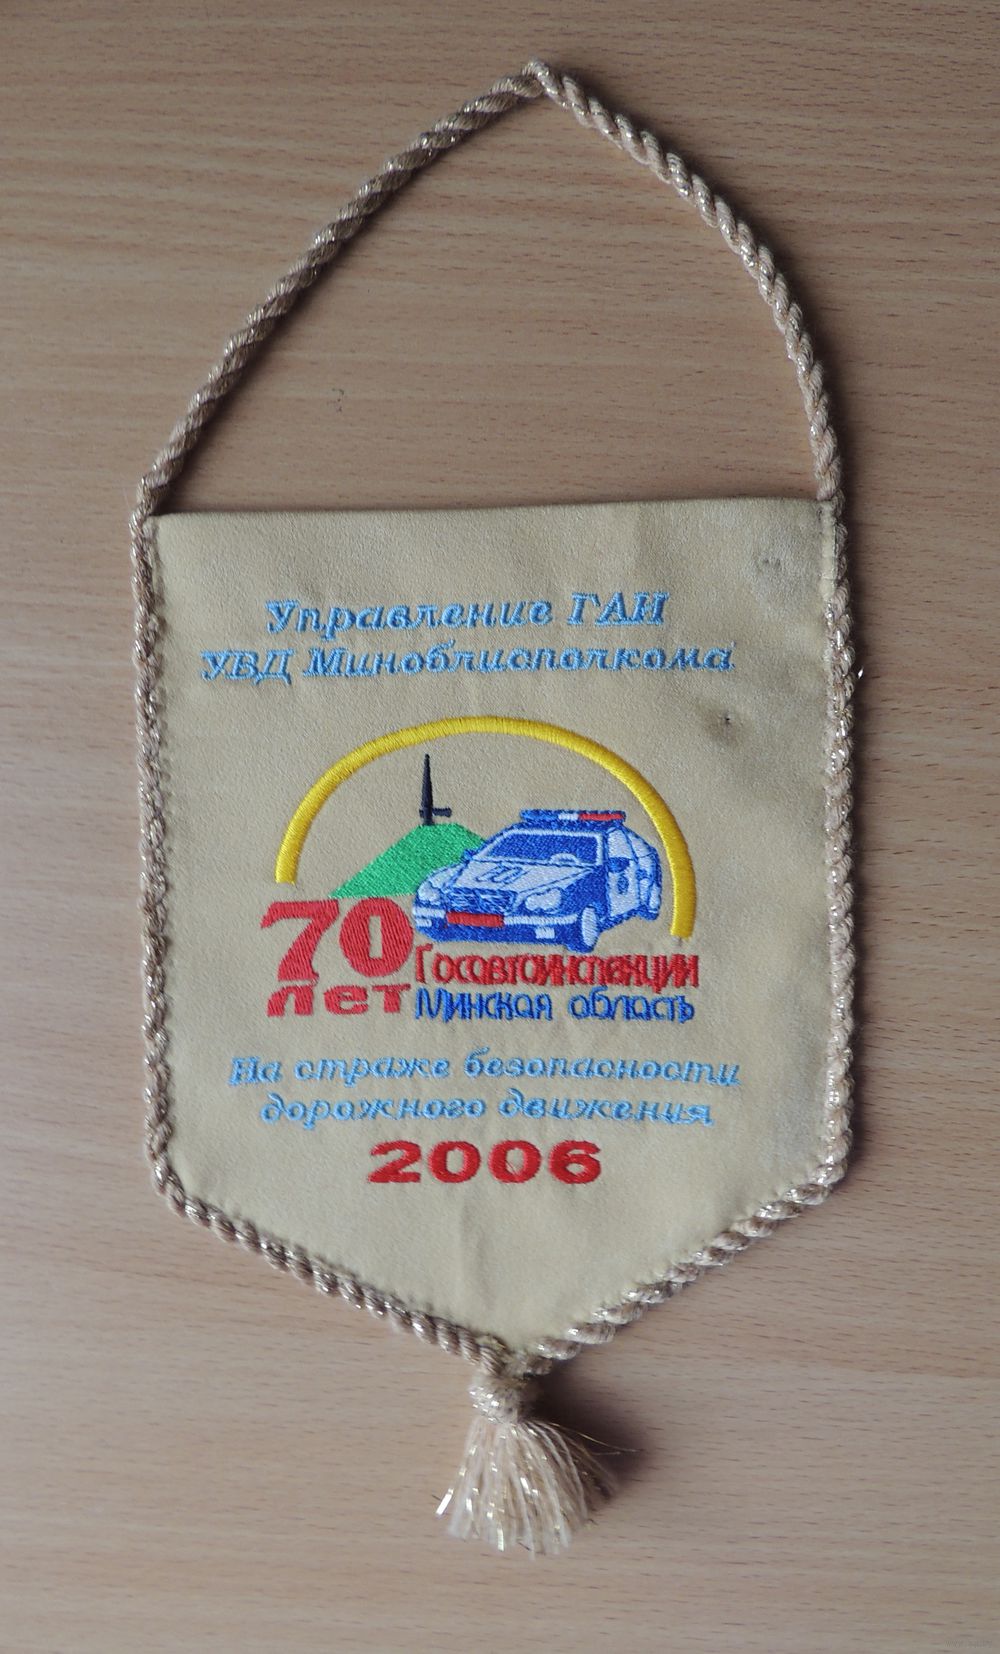 Управление ГАИ
УВД Миноблисполкома
70
лет
Госавтоинспекции
Минская область
На страже безопасности
дорожного движения
2006